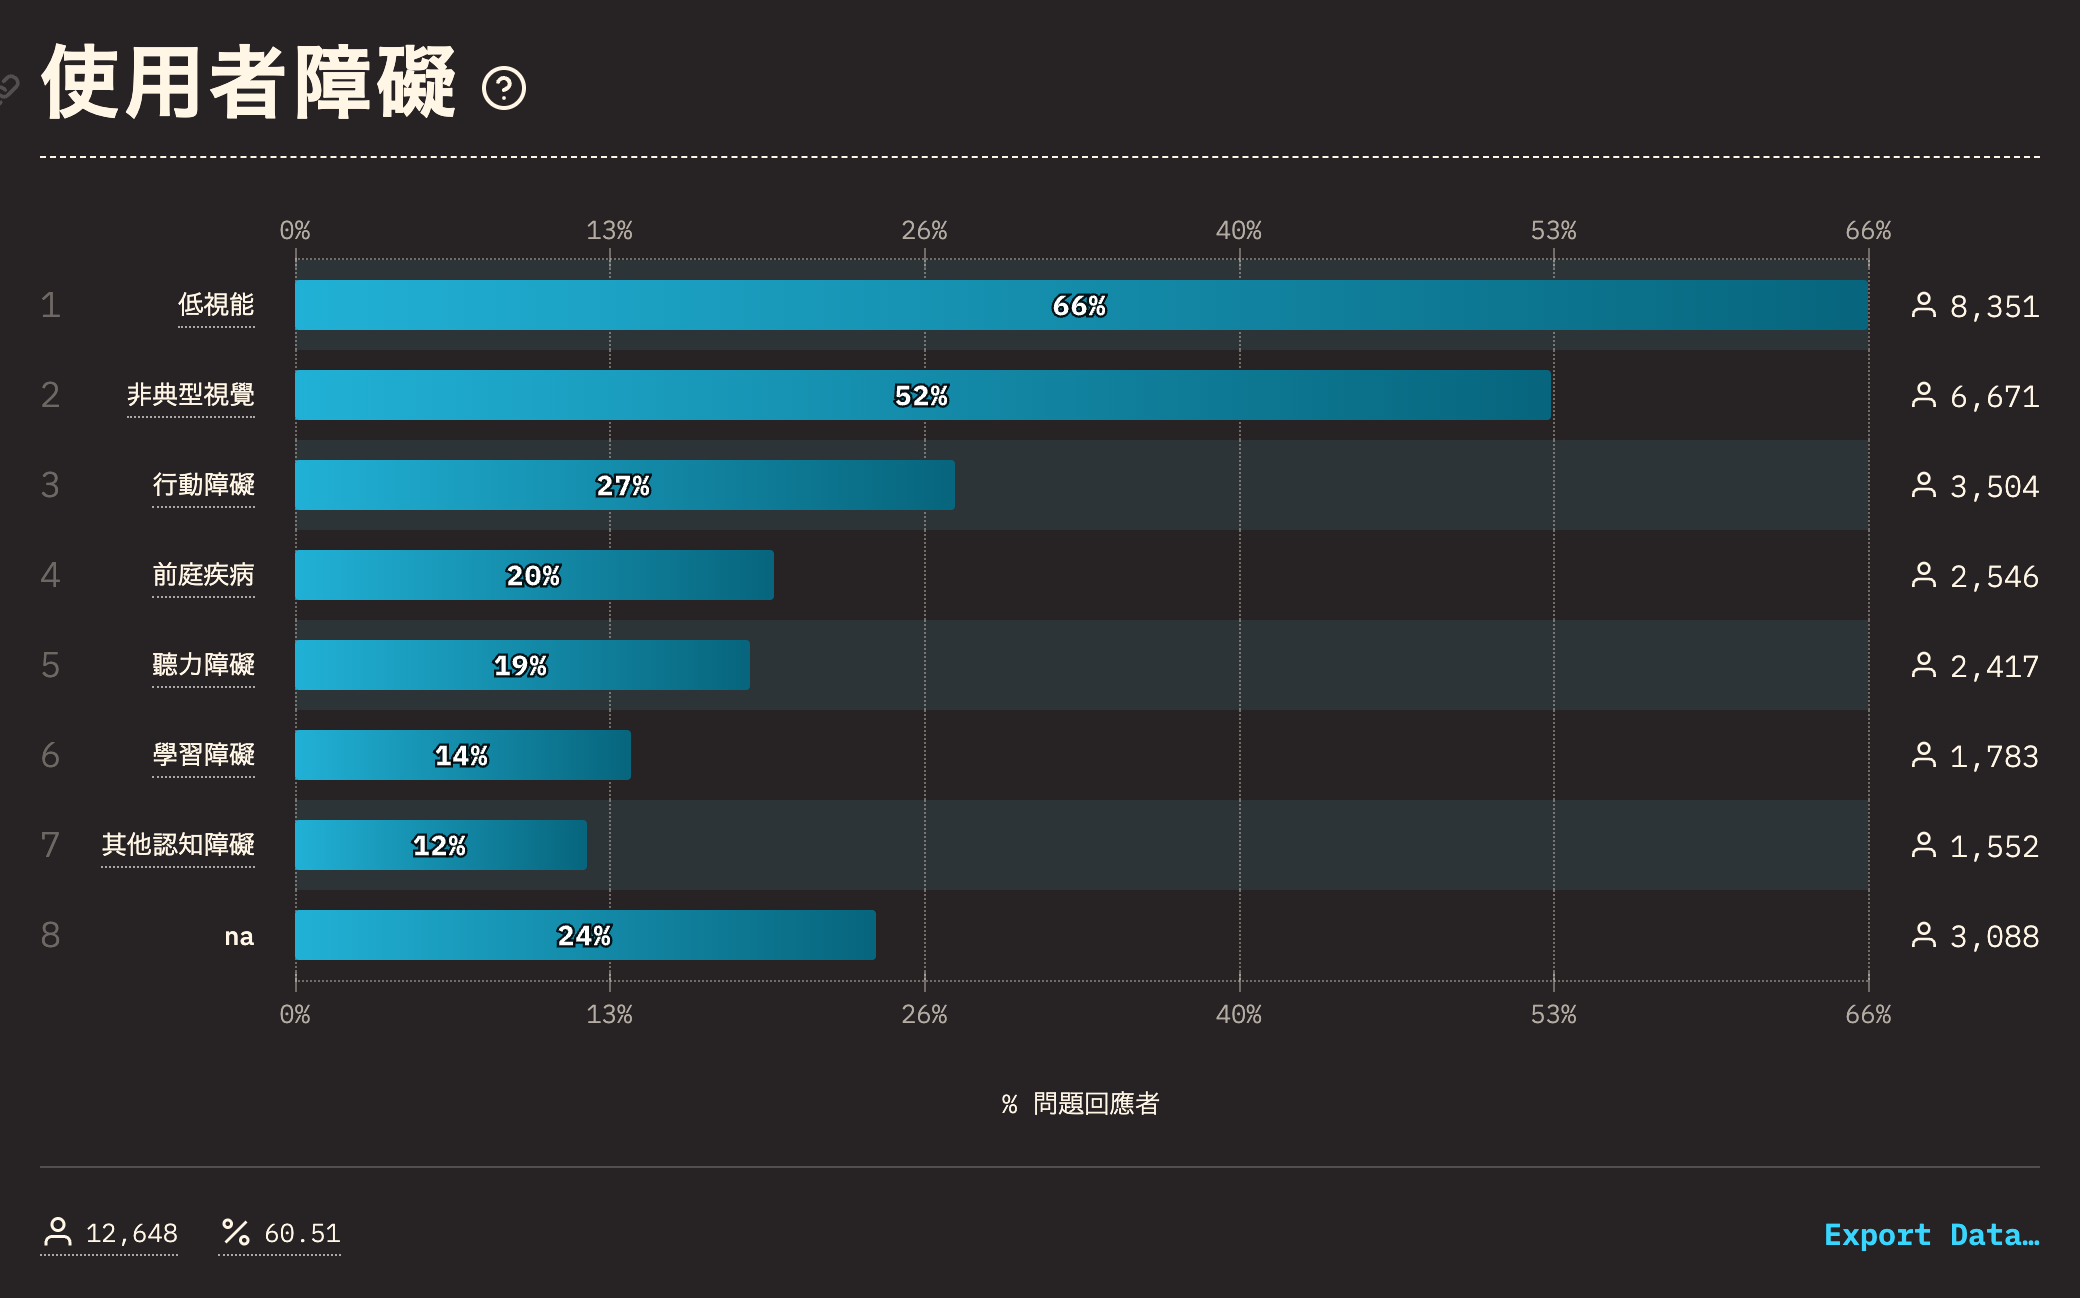 使用者障礙
0% 13% 26% 40% 53% 66%
1 低視能 66% 8,351
2 非典型視覺 52% 6,671
3 行動障礙 27% 3,504
4 前庭疾病 20% 2,546
5 聽力障礙 19% 2,417
6 學習障礙 14% 1,783
7 其他認知障礙 12% 1,552
8 na 24% 3,088
0% 13% 26% 40% 53% 66%
% 問題回應者
12,648 % 60.51 Export Data…